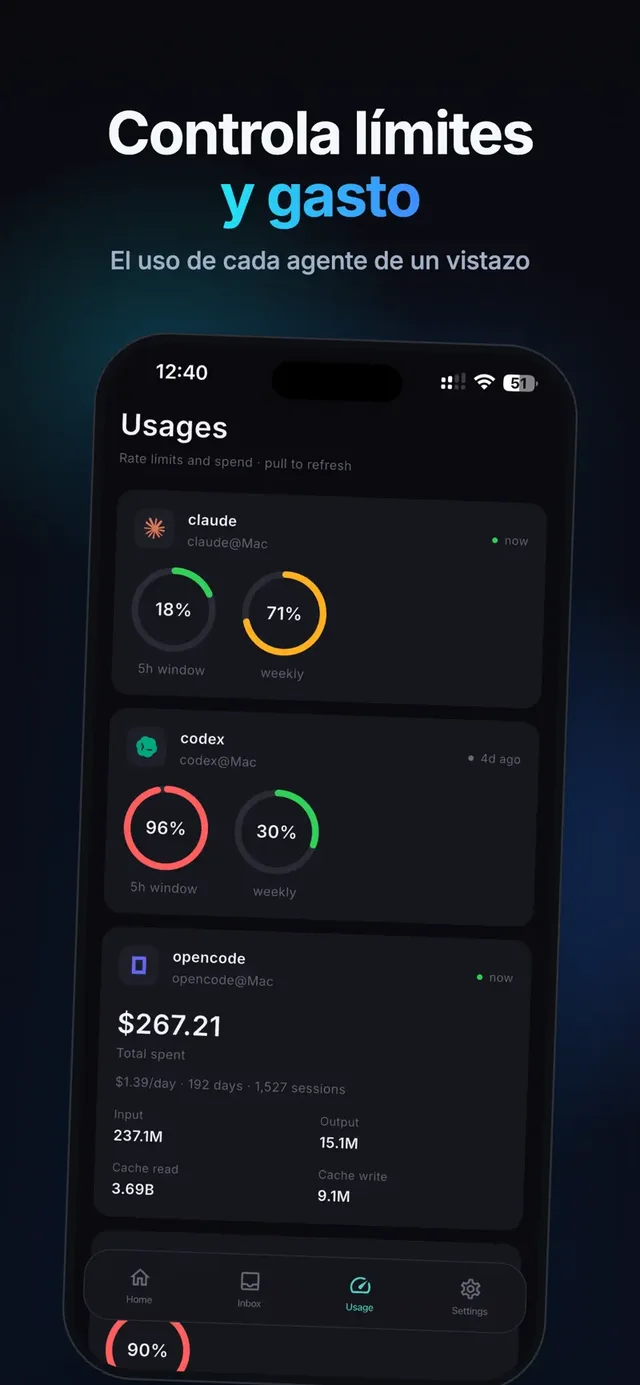 Controla límites
y gasto
El uso de cada agente de un vistazo
12:40
51
Usages
Rate limits and spend · pull to refresh
claude
claude@Mac
now
18%
71%
5h window
weekly
codex
codex@Mac
4d ago
96%
30%
5h window
weekly
opencode
opencode@Mac
now
$267.21
Total spent
$1.39/day · 192 days · 1,527 sessions
Input
Output
237.1M
15.1M
Cache read
Cache write
3.69B
9.1M
Home
Inbox
Usage
Settings
90%